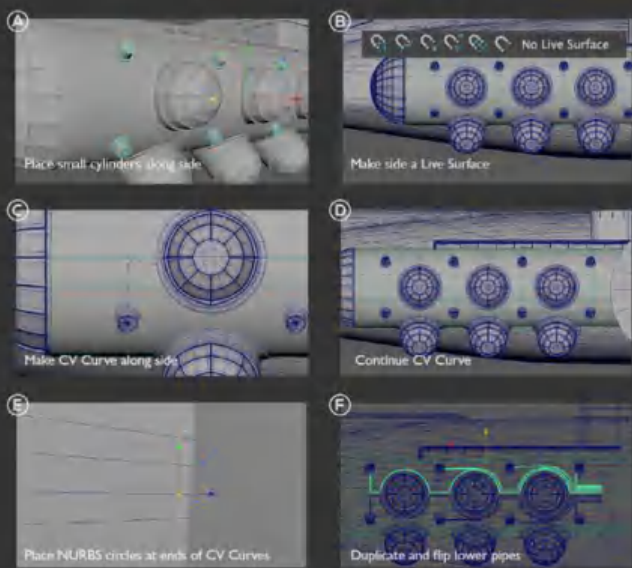 A
Place small cylinders along side
B
No Live Surface
Make side a Live Surface
C
Make CV Curve along side
D
Continue CV Curve
E
Place NURBS circles at ends of CV Curves
F
Duplicate and flip lower pipes